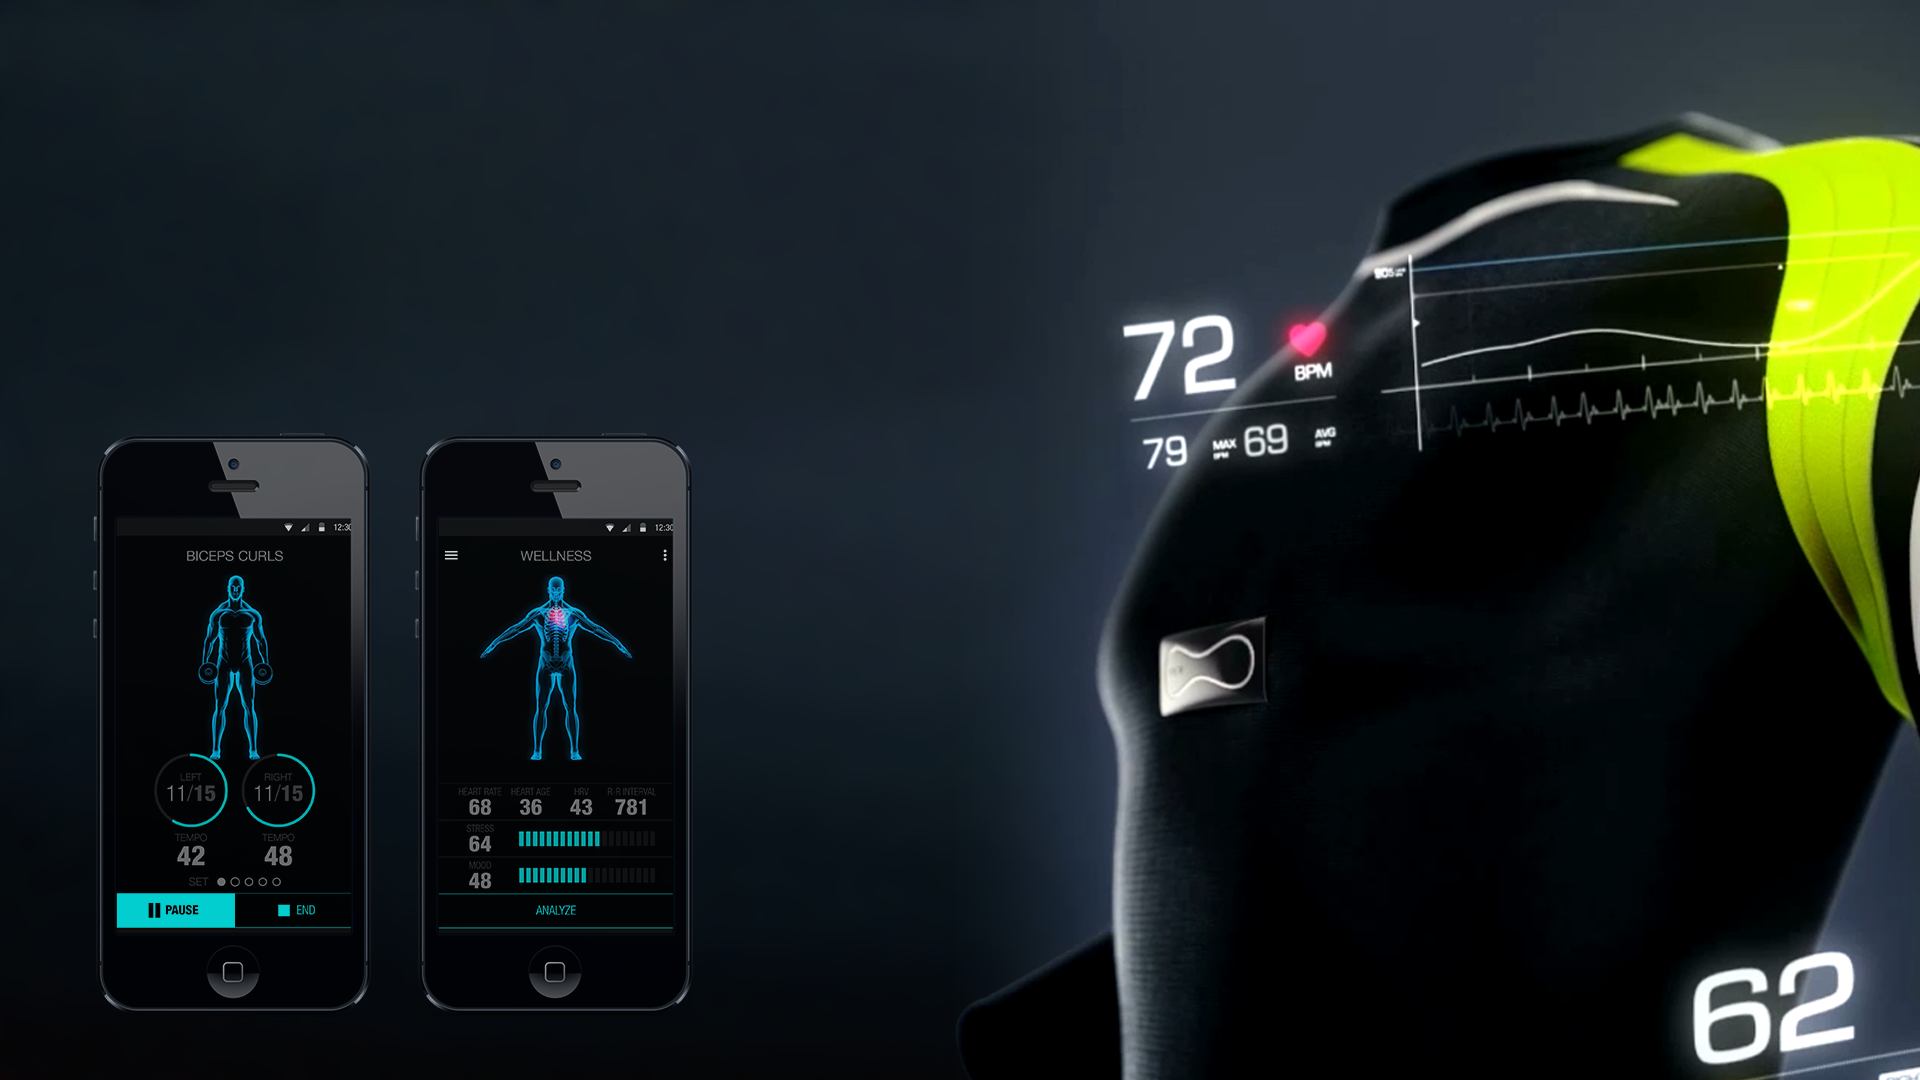 12:30
BICEPS CURLS
LEFT
11/15
RIGHT
11/15
TEMPO
42
TEMPO
48
SET
PAUSE
END
12:30
WELLNESS
HEART RATE
68
HEART AGE
36
HRV
43
R-R INTERVAL
781
STRESS
64
MOOD
48
ANALYZE
72
BPM
79 MAX BPM
69 AVG BPM
62